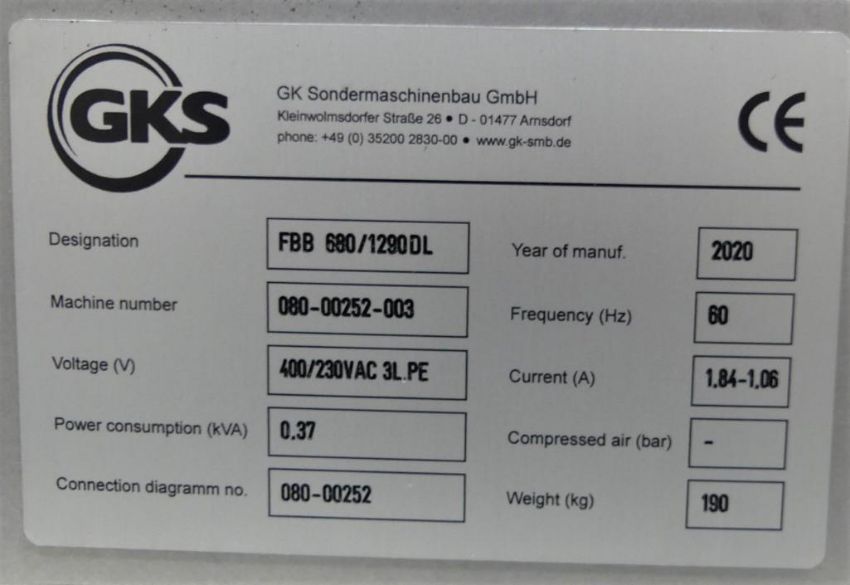 GKS
GK Sondermaschinenbau GmbH
Kleinwolmsdorfer Straße 26 • D - 01477 Arnsdorf
phone: +49 (0) 35200 2830-00 • www.gk-smb.de
CE
Designation FBB 680/1290DL Year of manuf. 2020
Machine number 080-00252-003 Frequency (Hz) 60
Voltage (V) 400/230VAC 3L.PE Current (A) 1.84-1.06
Power consumption (kVA) 0.37 Compressed air (bar) -
Connection diagramm no. 080-00252 Weight (kg) 190